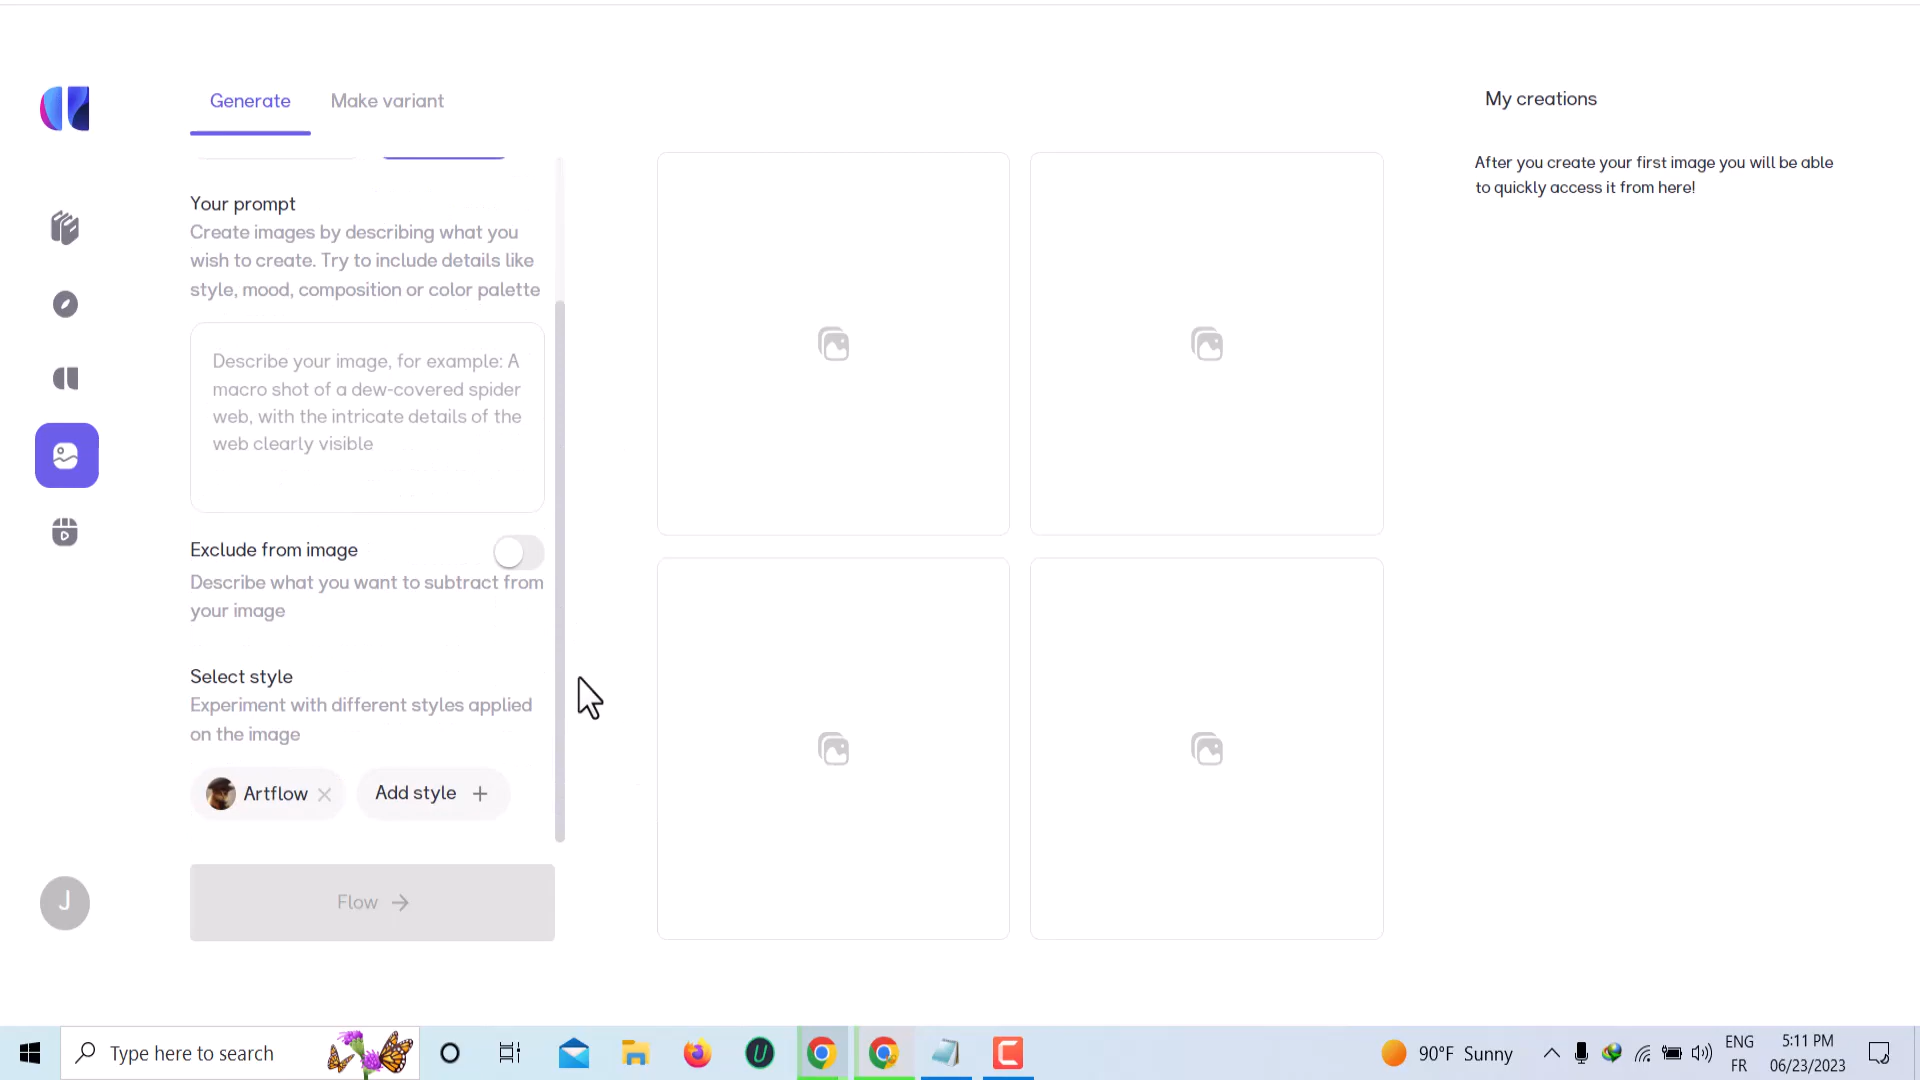 Generate
Make variant
My creations
After you create your first image you will be able
to quickly access it from here!
Your prompt
Create images by describing what you
wish to create. Try to include details like
style, mood, composition or color palette
Describe your image, for example: A
macro shot of a dew-covered spider
web, with the intricate details of the
web clearly visible
Exclude from image
Describe what you want to subtract from
your image
Select style
Experiment with different styles applied
on the image
Artflow
Add style
Flow
J
Type here to search
90°F Sunny
ENG
FR
5:11 PM
06/23/2023